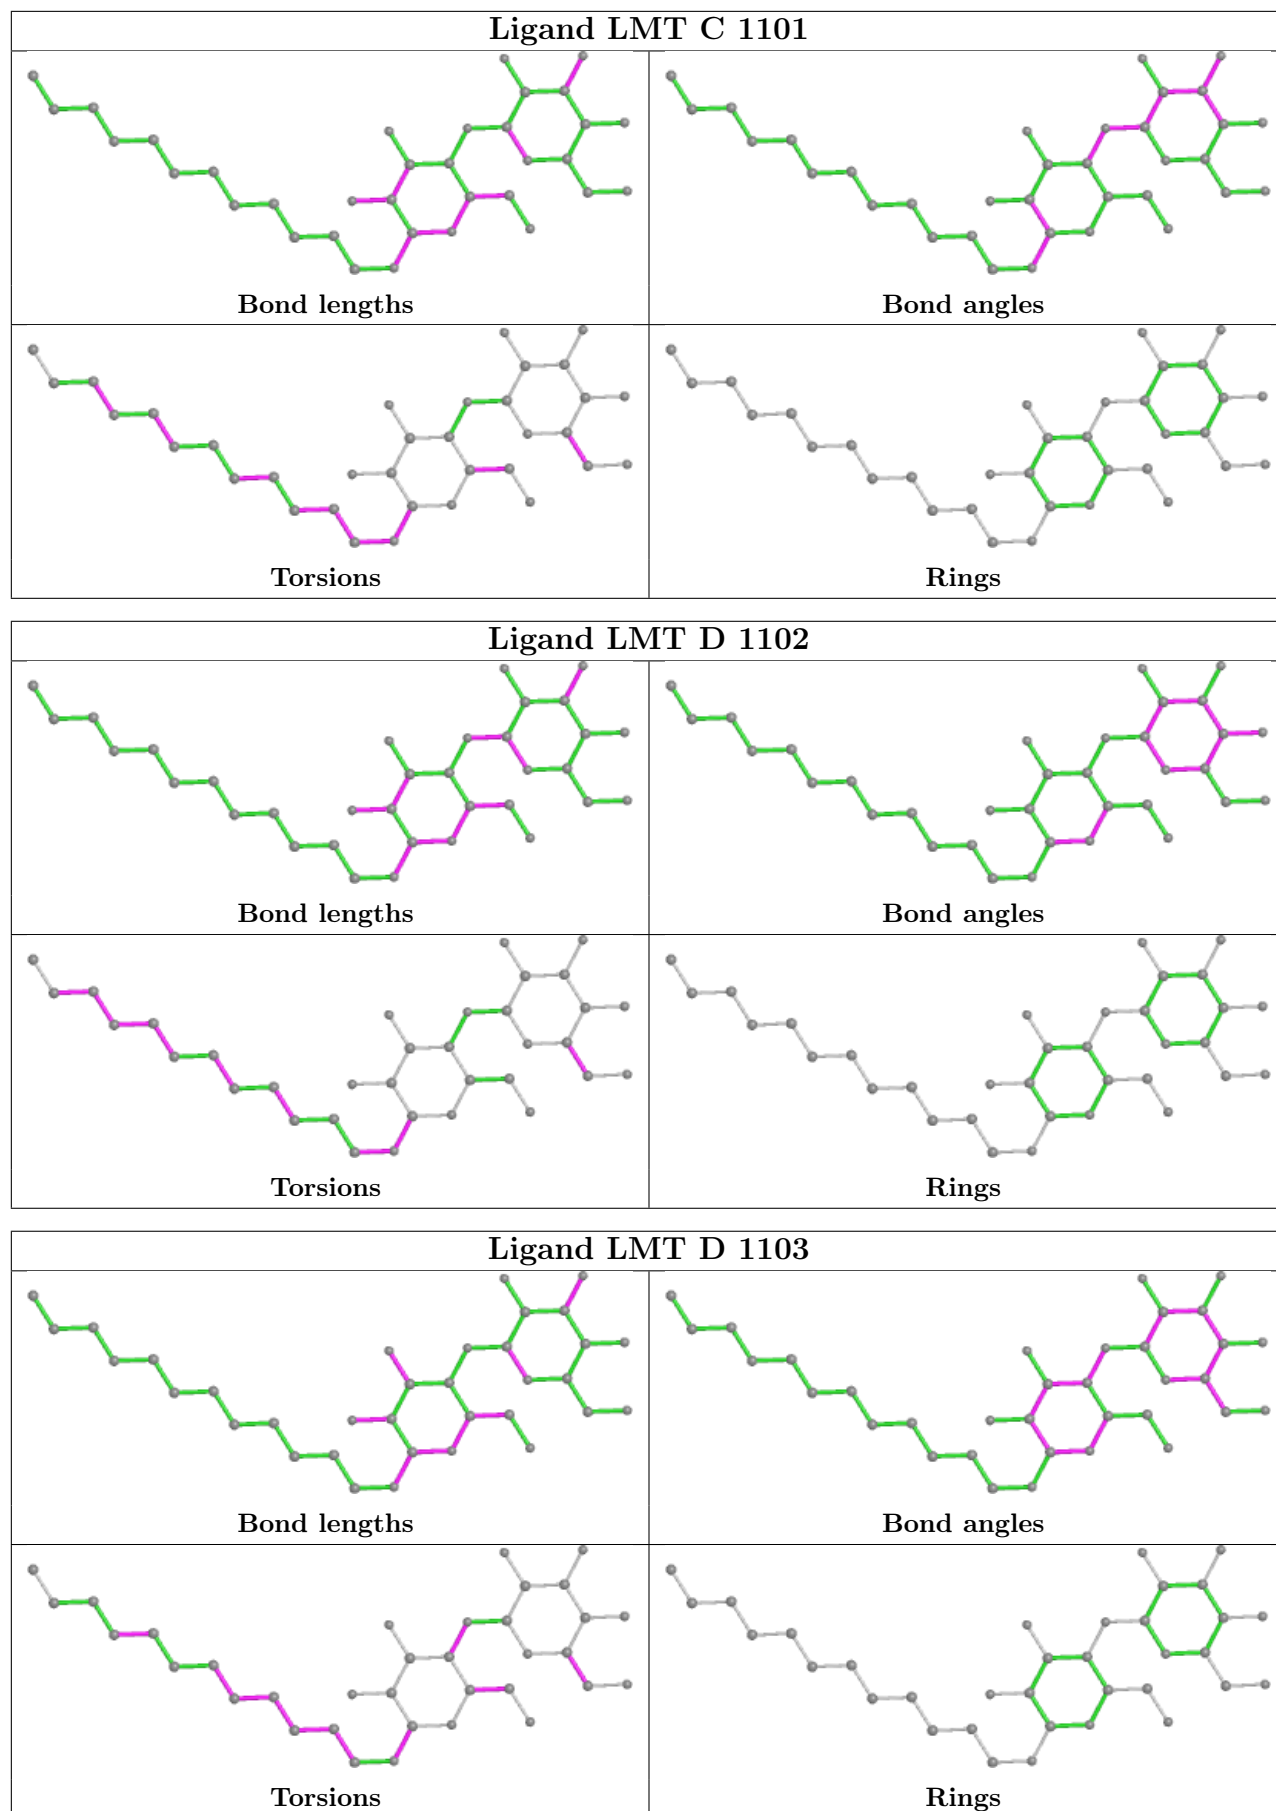 Ligand LMT C 1101
Bond lengths
Bond angles
Torsions
Rings
Ligand LMT D 1102
Bond lengths
Bond angles
Torsions
Rings
Ligand LMT D 1103
Bond lengths
Bond angles
Torsions
Rings